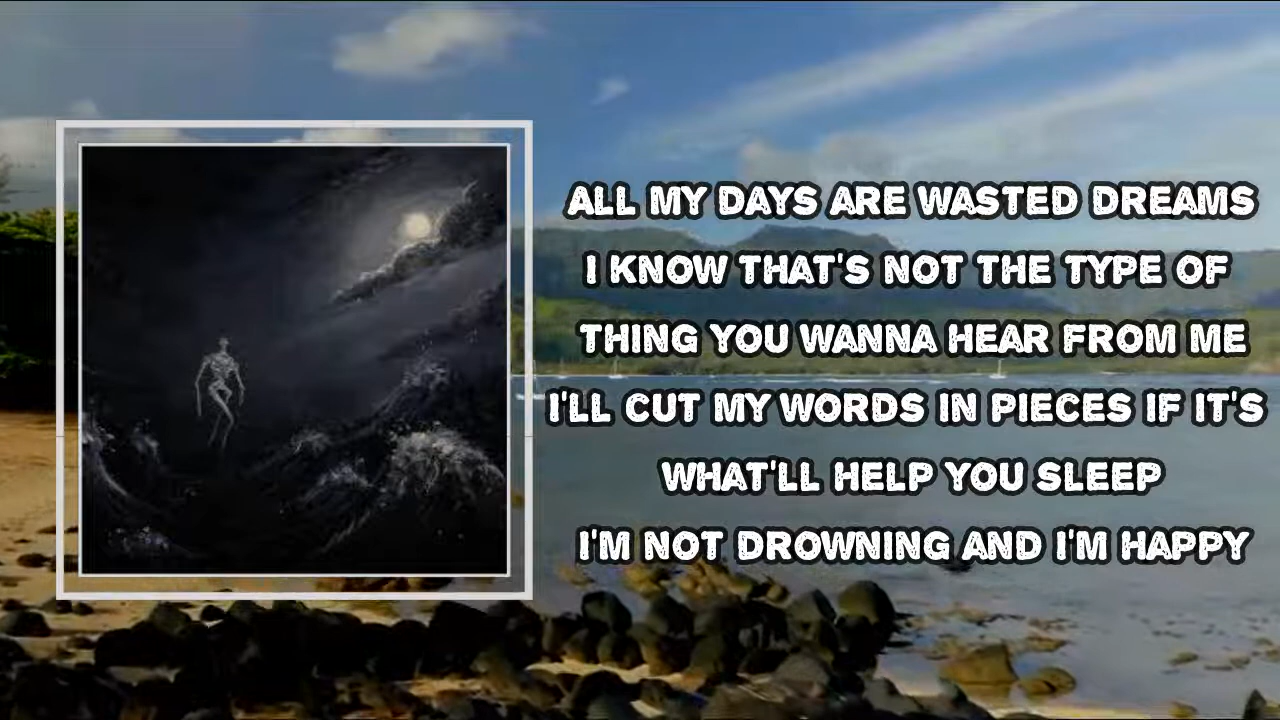 ALL MY DAYS ARE WASTED DREAMS
I KNOW THAT'S NOT THE TYPE OF
THING YOU WANNA HEAR FROM ME
I'LL CUT MY WORDS IN PIECES IF IT'S
WHAT'LL HELP YOU SLEEP
I'M NOT DROWNING AND I'M HAPPY